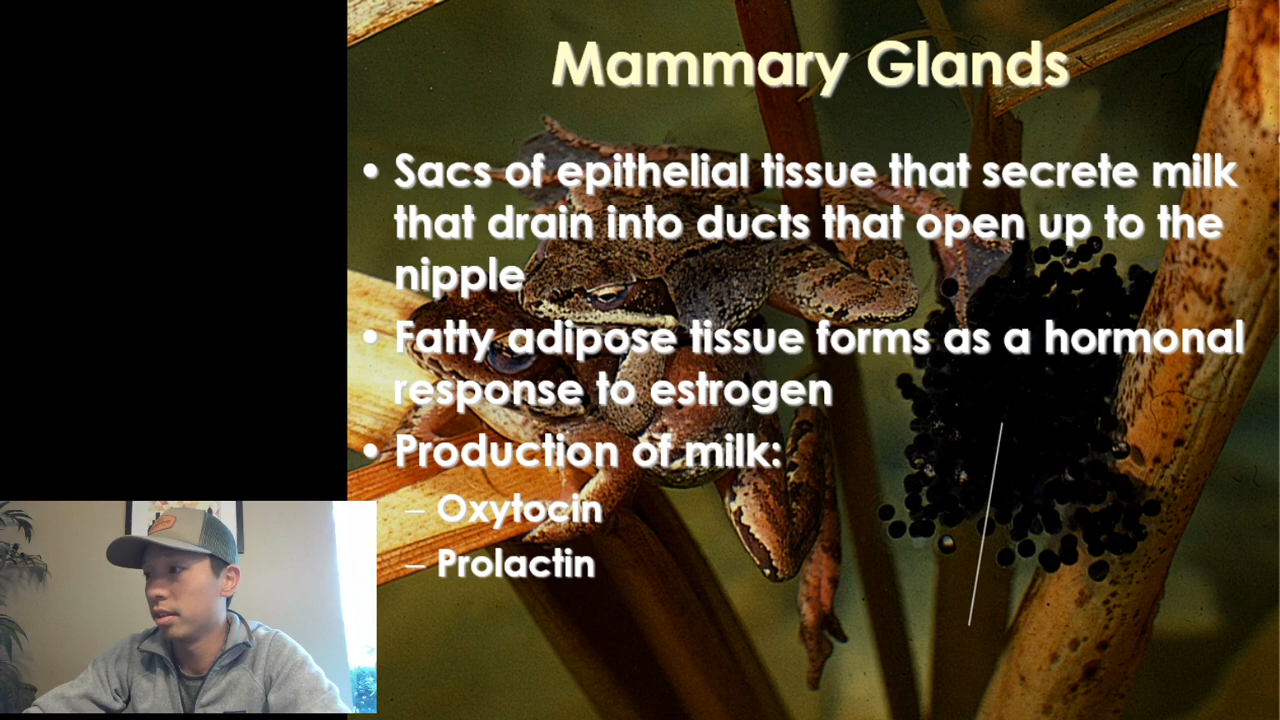 Mammary Glands
• Sacs of epithelial tissue that secrete milk
that drain into ducts that open up to the
nipple
• Fatty adipose tissue forms as a hormonal
response to estrogen
• Production of milk:
– Oxytocin
– Prolactin